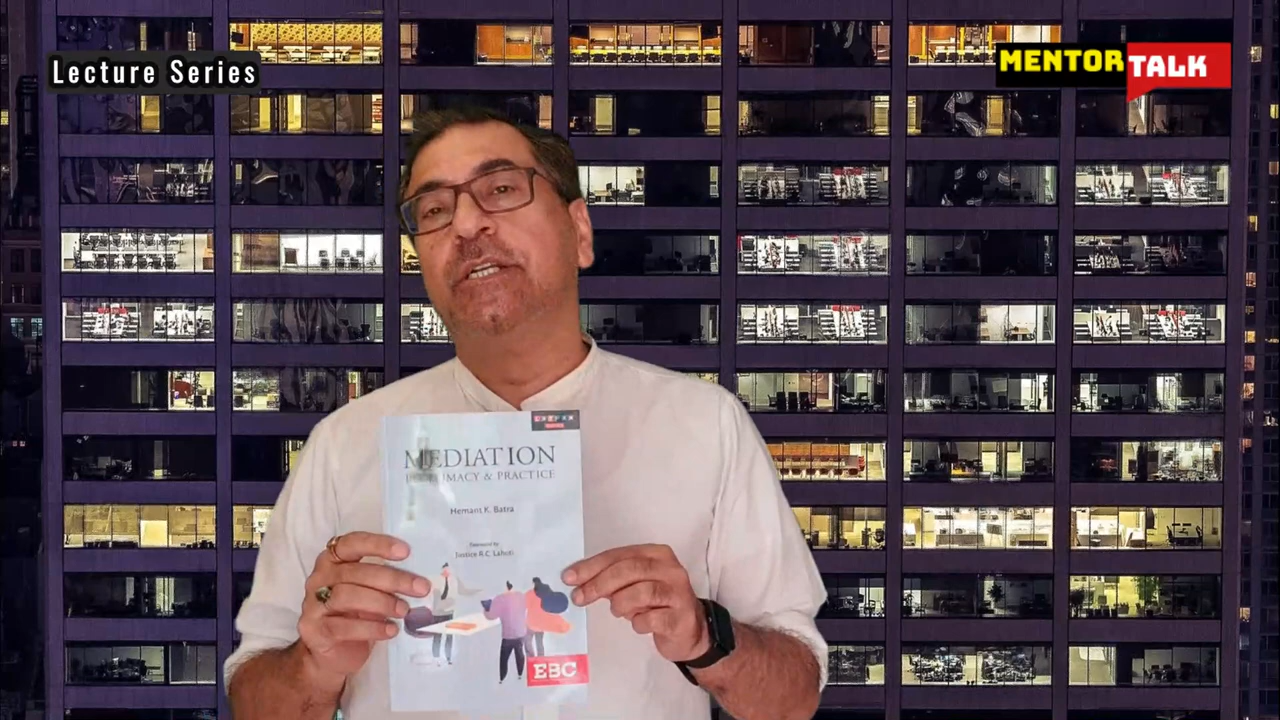 Lecture Series
MENTOR TALK
MEDIATION
& PRACTICE
Hemant K. Batra
Foreword by
Justice R.C. Lahoti
EBC